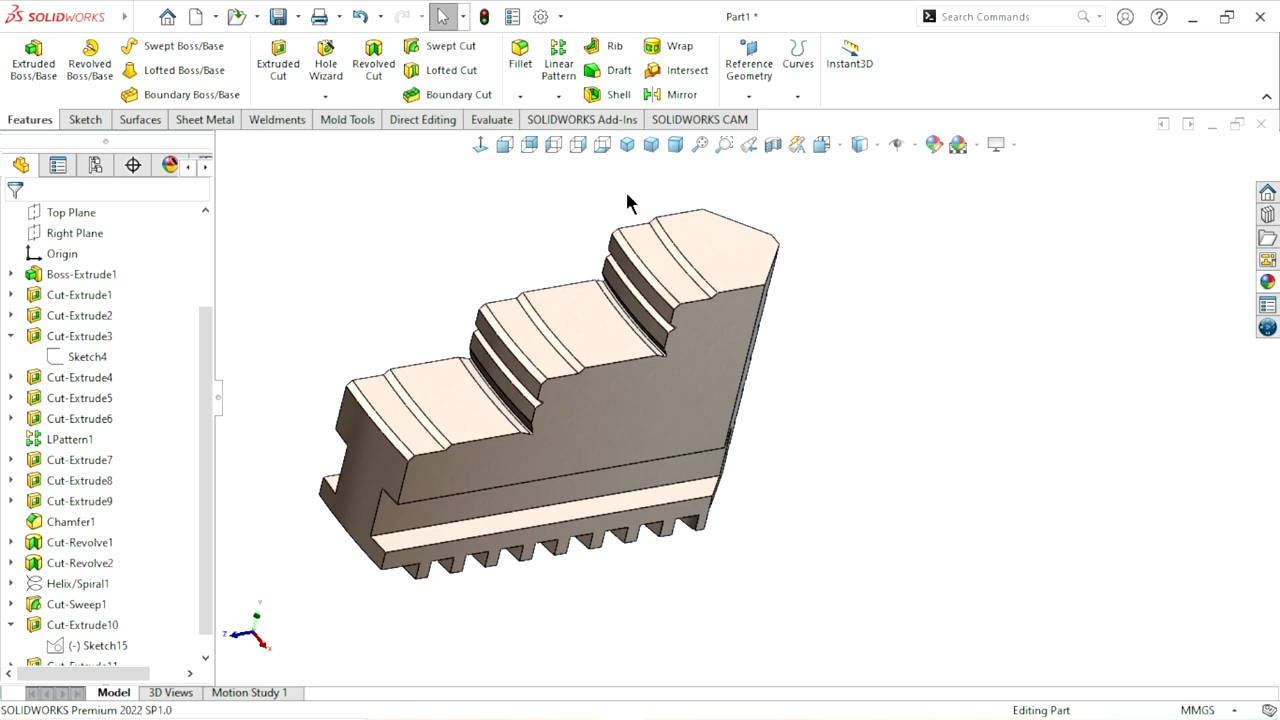 SOLIDWORKS
Part1 *
Search Commands
Extruded Boss/Base
Revolved Boss/Base
Swept Boss/Base
Lofted Boss/Base
Boundary Boss/Base
Extruded Cut
Hole Wizard
Revolved Cut
Swept Cut
Lofted Cut
Boundary Cut
Fillet
Linear Pattern
Rib
Draft
Shell
Wrap
Intersect
Mirror
Reference Geometry
Curves
Instant3D
Features
Sketch
Surfaces
Sheet Metal
Weldments
Mold Tools
Direct Editing
Evaluate
SOLIDWORKS Add-Ins
SOLIDWORKS CAM
Top Plane
Right Plane
Origin
Boss-Extrude1
Cut-Extrude1
Cut-Extrude2
Cut-Extrude3
Sketch4
Cut-Extrude4
Cut-Extrude5
Cut-Extrude6
LPattern1
Cut-Extrude7
Cut-Extrude8
Cut-Extrude9
Chamfer1
Cut-Revolve1
Cut-Revolve2
Helix/Spiral1
Cut-Sweep1
Cut-Extrude10
(-) Sketch15
Cut-Extrude11
Y
Z
X
Model
3D Views
Motion Study 1
SOLIDWORKS Premium 2022 SP1.0
Editing Part
MMGS